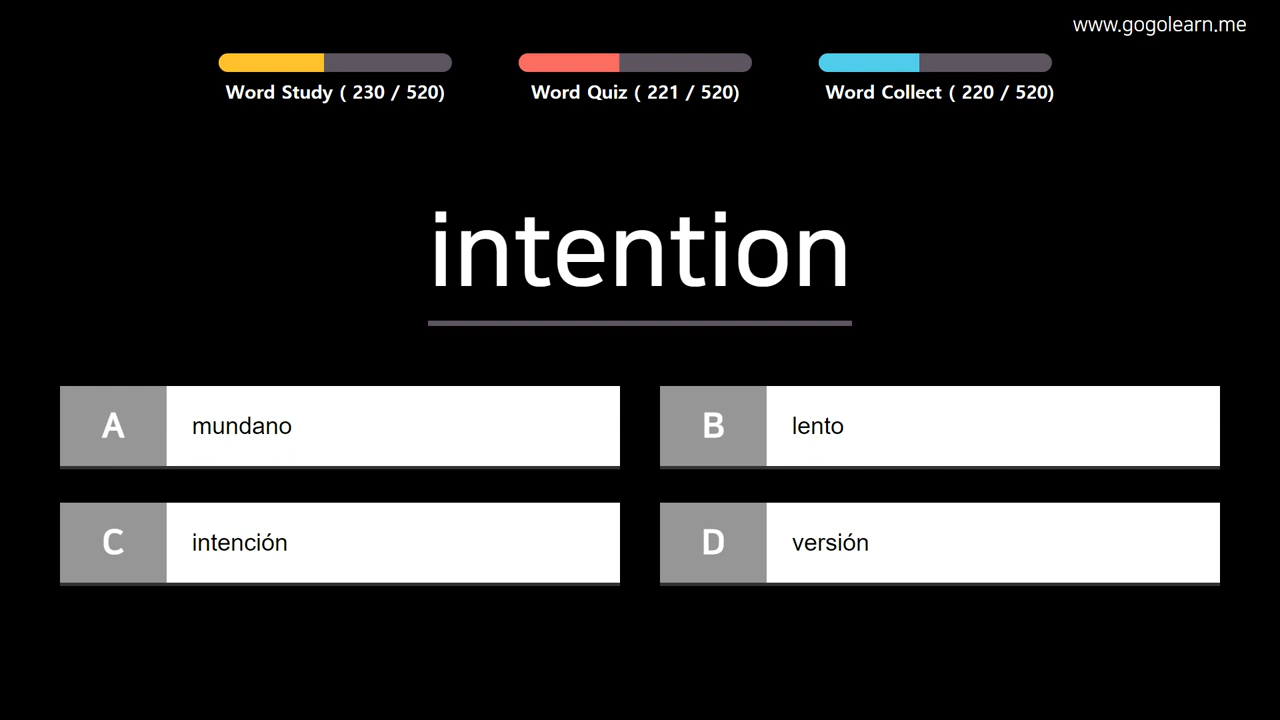 www.gogolearn.me
Word Study ( 230 / 520)
Word Quiz ( 221 / 520)
Word Collect ( 220 / 520)
intention
A mundano
B lento
C intención
D versión